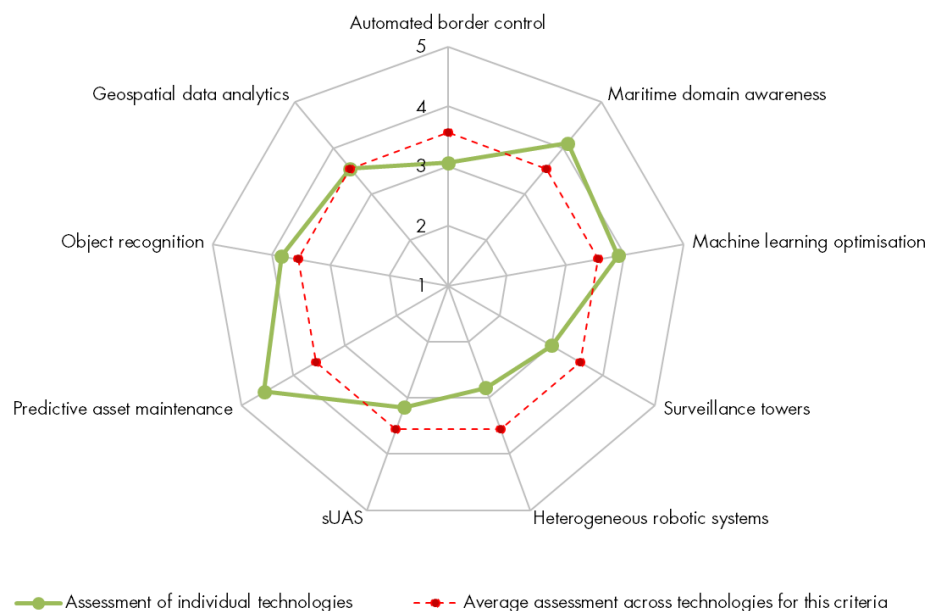 Automated border control
5
Geospatial data analytics
Maritime domain awareness
4
3
Object recognition
Machine learning optimisation
2
1
Predictive asset maintenance
Surveillance towers
sUAS
Heterogeneous robotic systems
Assessment of individual technologies
Average assessment across technologies for this criteria